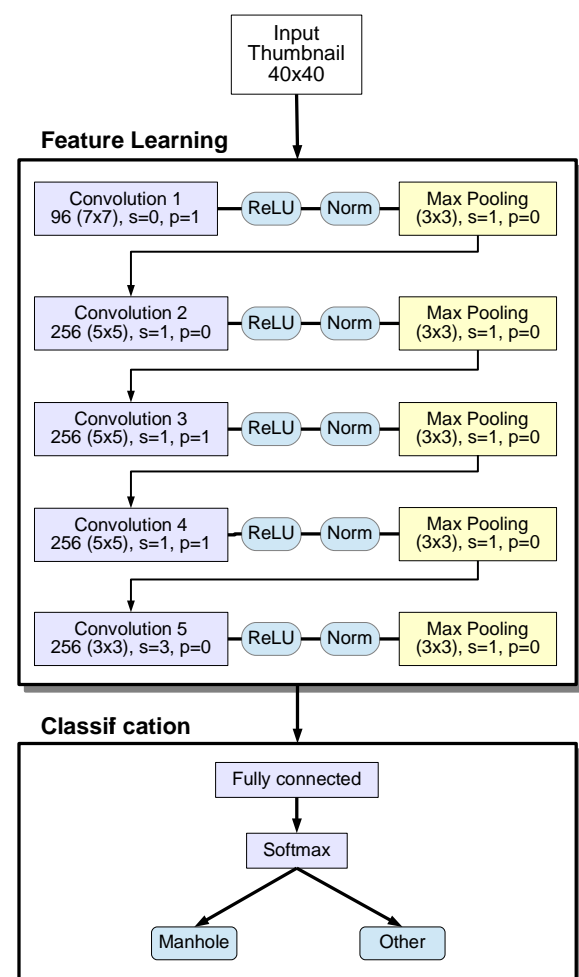 Input
Thumbnail
40x40
Feature Learning
Convolution 1
96 (7x7), s=0, p=1
ReLU
Norm
Max Pooling
(3x3), s=1, p=0
Convolution 2
256 (5x5), s=1, p=0
ReLU
Norm
Max Pooling
(3x3), s=1, p=0
Convolution 3
256 (5x5), s=1, p=1
ReLU
Norm
Max Pooling
(3x3), s=1, p=0
Convolution 4
256 (5x5), s=1, p=1
ReLU
Norm
Max Pooling
(3x3), s=1, p=0
Convolution 5
256 (3x3), s=3, p=0
ReLU
Norm
Max Pooling
(3x3), s=1, p=0
Classif cation
Fully connected
Softmax
Manhole
Other